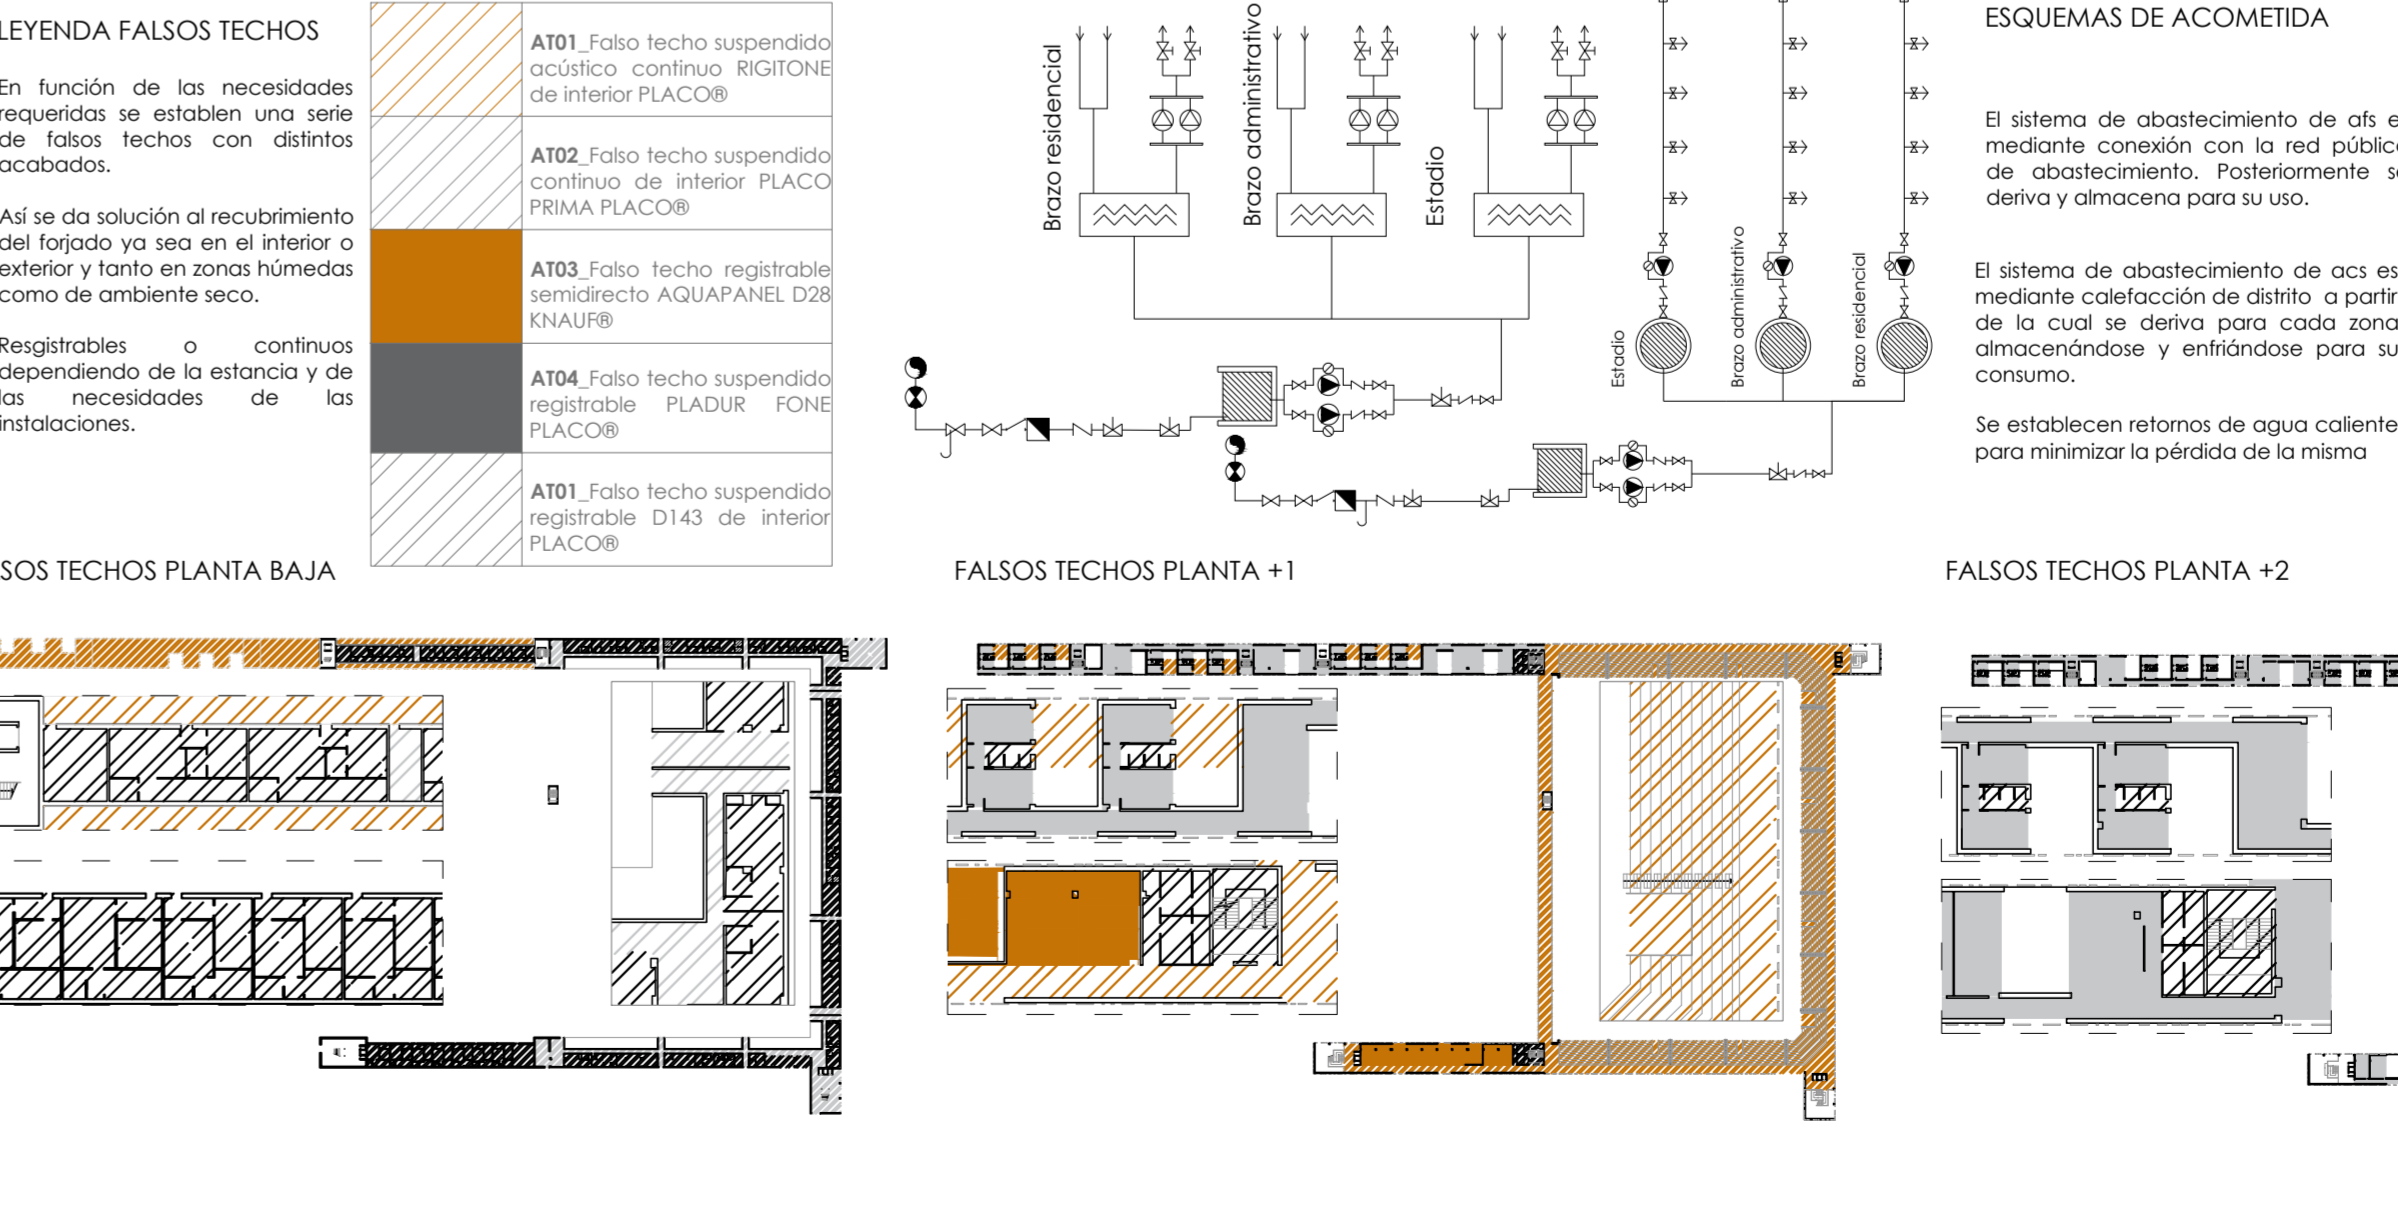 LEYENDA FALSOS TECHOS
En función de las necesidades
requeridas se establen una serie
de falsos techos con distintos
acabados.
Así se da solución al recubrimiento
del forjado ya sea en el interior o
exterior y tanto en zonas húmedas
como de ambiente seco.
Resgistrables o continuos
dependiendo de la estancia y de
las necesidades de las
instalaciones.
AT01_Falso techo suspendido
acústico continuo RIGITONE
de interior PLACO®
AT02_Falso techo suspendido
continuo de interior PLACO
PRIMA PLACO®
AT03_Falso techo registrable
semidirecto AQUAPANEL D28
KNAUF®
AT04_Falso techo suspendido
registrable PLADUR FONE
PLACO®
AT01_Falso techo suspendido
registrable D143 de interior
PLACO®
Brazo residencial
Brazo administrativo
Estadio
Estadio
Brazo administrativo
Brazo residencial
ESQUEMAS DE ACOMETIDA
El sistema de abastecimiento de afs e
mediante conexión con la red públic
de abastecimiento. Posteriormente se
deriva y almacena para su uso.
El sistema de abastecimiento de acs es
mediante calefacción de distrito a partir
de la cual se deriva para cada zona
almacenándose y enfriándose para su
consumo.
Se establecen retornos de agua caliente
para minimizar la pérdida de la misma
SOS TECHOS PLANTA BAJA
FALSOS TECHOS PLANTA +1
FALSOS TECHOS PLANTA +2